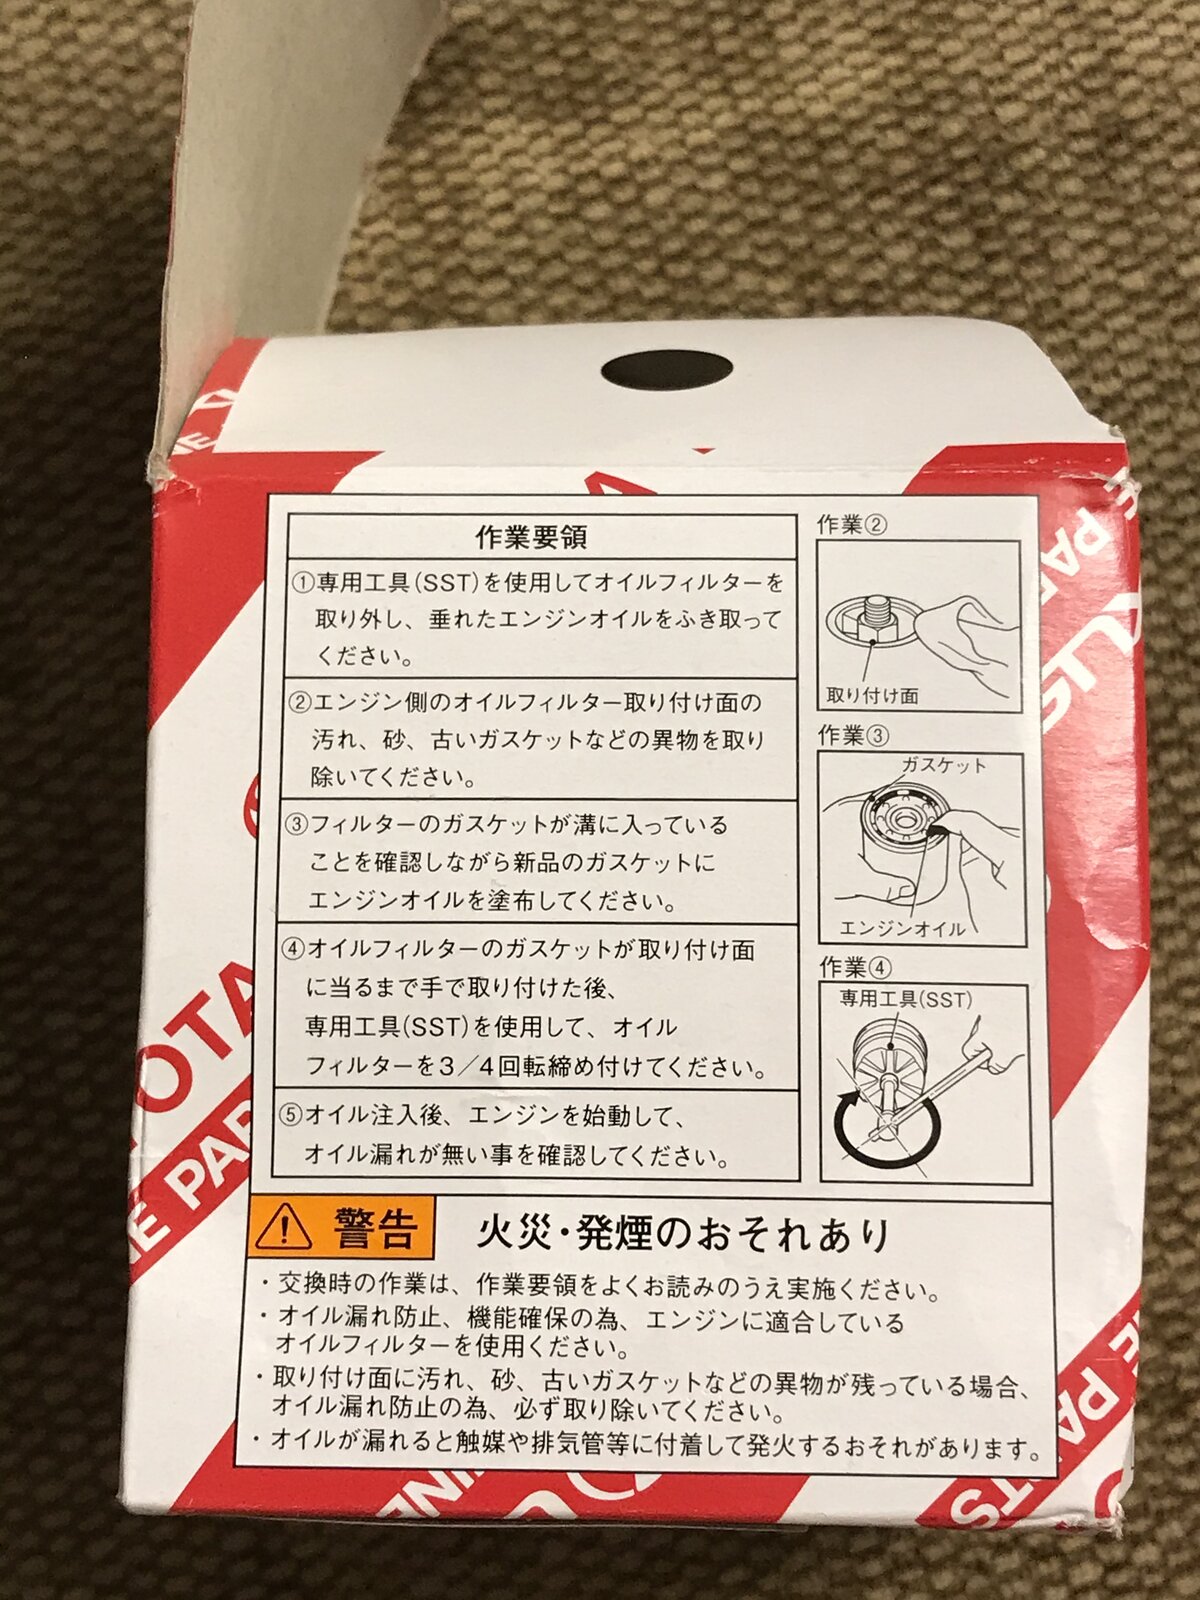 作業要領
①専用工具(SST)を使用してオイルフィルターを
取り外し、垂れたエンジンオイルをふき取って
ください。
②エンジン側のオイルフィルター取り付け面の
汚れ、砂、古いガスケットなどの異物を取り
除いてください。
③フィルターのガスケットが溝に入っている
ことを確認しながら新品のガスケットに
エンジンオイルを塗布してください。
④オイルフィルターのガスケットが取り付け面
に当るまで手で取り付けた後、
専用工具(SST)を使用して、オイル
フィルターを3/4回転締め付けてください。
⑤オイル注入後、エンジンを始動して、
オイル漏れが無い事を確認してください。
作業②
取り付け面
作業③
ガスケット
エンジンオイル
作業④
専用工具(SST)
警告
火災・発煙のおそれあり
・交換時の作業は、作業要領をよくお読みのうえ実施ください。
・オイル漏れ防止、機能確保の為、エンジンに適合している
オイルフィルターを使用ください。
・取り付け面に汚れ、砂、古いガスケットなどの異物が残っている場合、
オイル漏れ防止の為、必ず取り除いてください。
・オイルが漏れると触媒や排気管等に付着して発火するおそれがあります。
OTA
E PAR
E PARTS